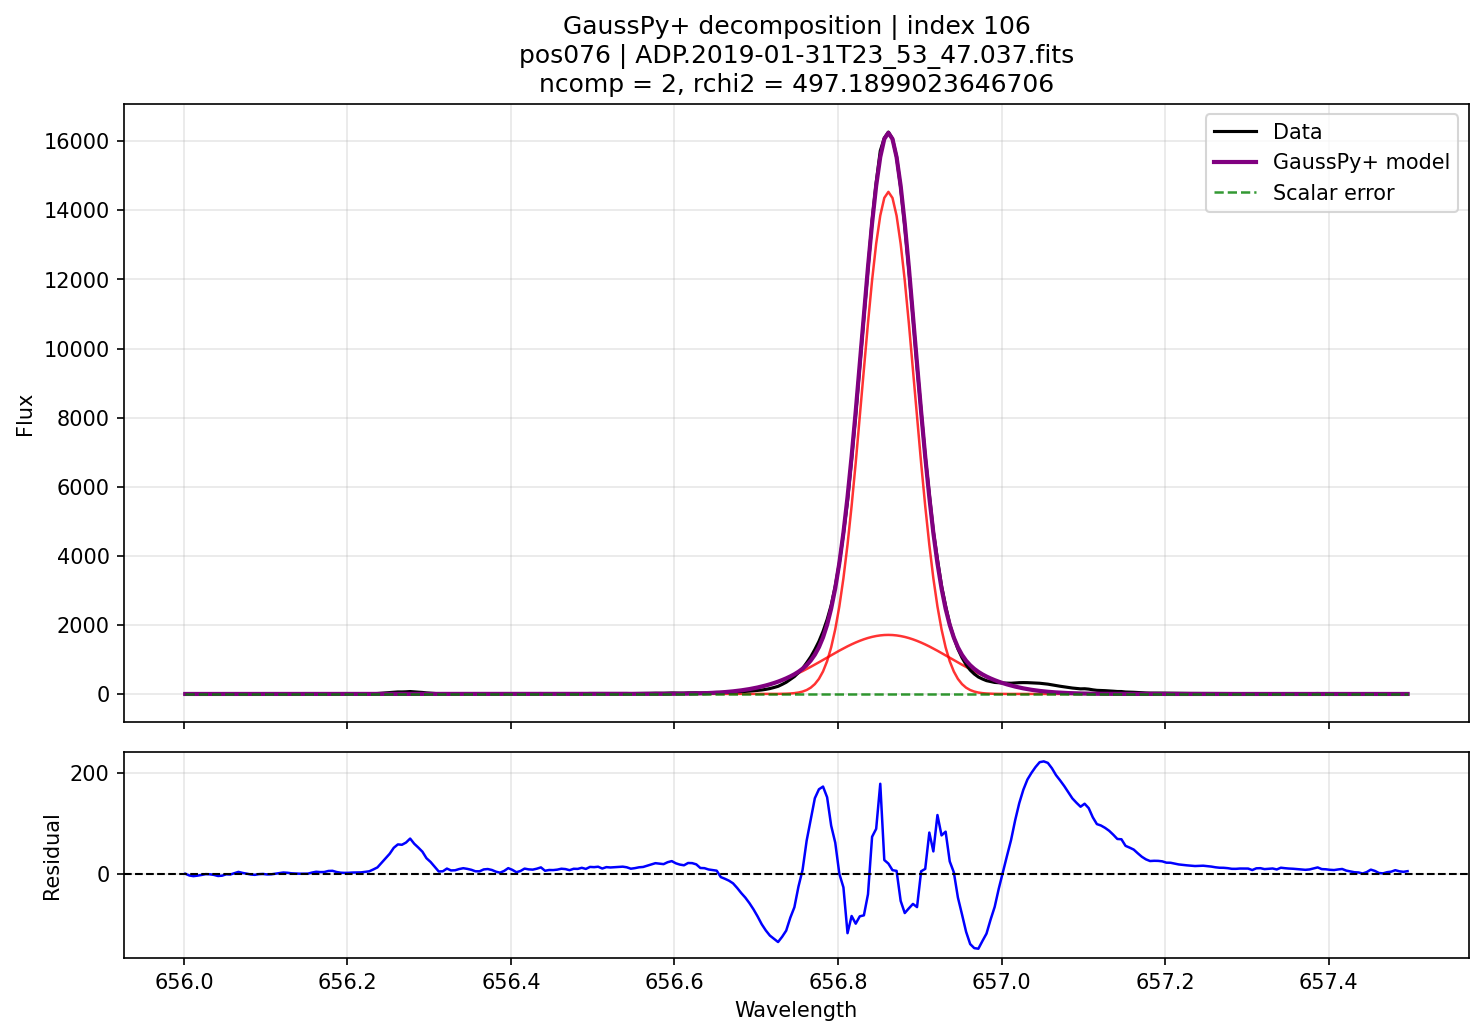 GaussPy+ decomposition | index 106
pos076 | ADP.2019-01-31T23_53_47.037.fits
ncomp = 2, rchi2 = 497.1899023646706
Data
GaussPy+ model
Scalar error
Flux
16000
14000
12000
10000
8000
6000
4000
2000
0
Residual
200
0
656.0 656.2 656.4 656.6 656.8 657.0 657.2 657.4
Wavelength